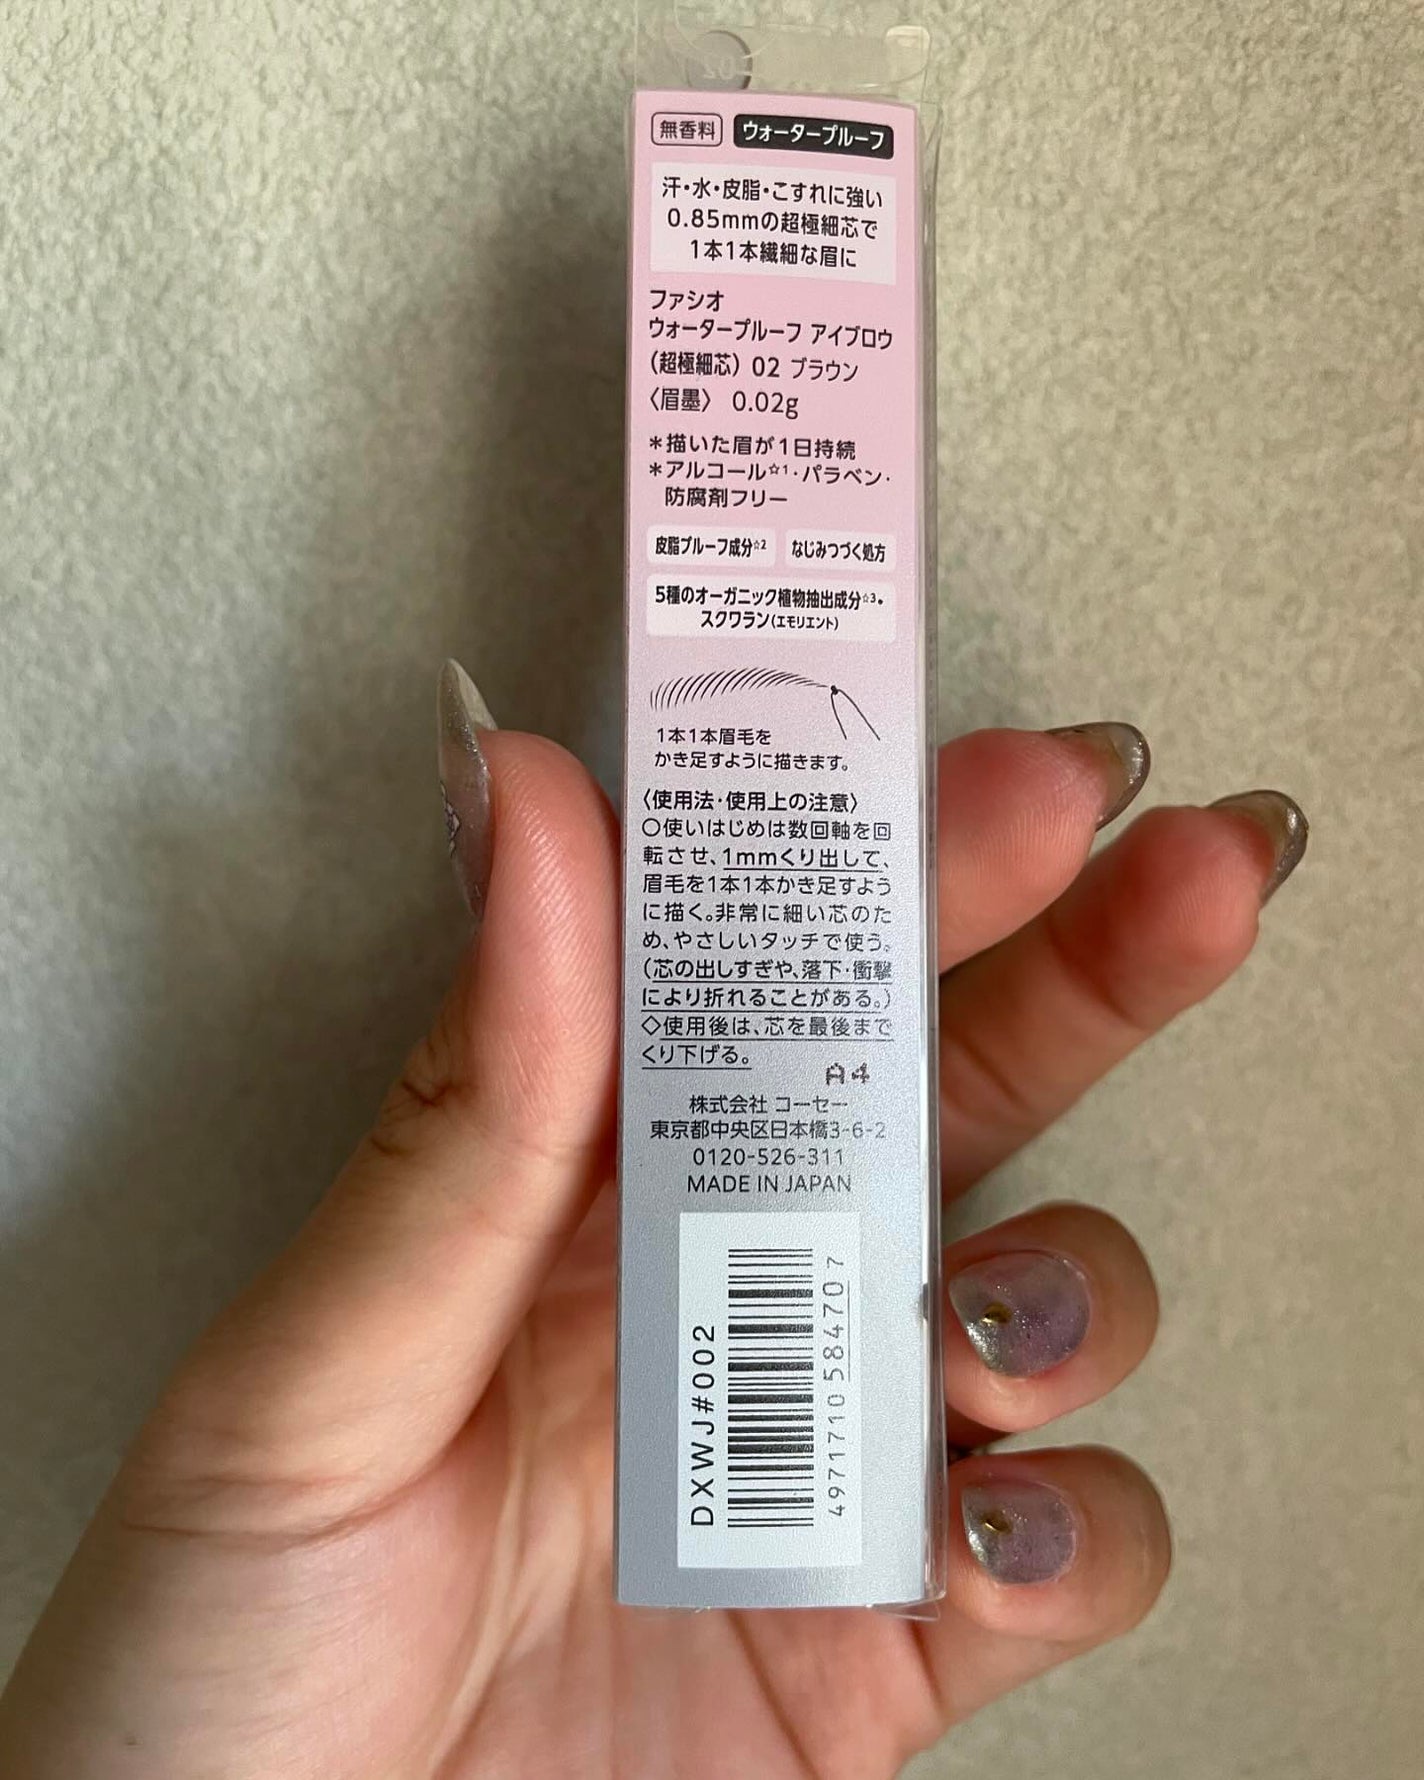 02
無香料 ウォータープルーフ
汗・水・皮脂・こすれに強い
0.85mmの超極細芯で
1本1本繊細な眉に
ファシオ
ウォータープルーフ アイブロウ
(超極細芯) 02 ブラウン
〈眉墨〉 0.02g
*描いた眉が1日持続
*アルコール☆1・パラベン・
防腐剤フリー
皮脂プルーフ成分☆2 なじみつづく処方
5種のオーガニック植物抽出成分☆3・
スクワラン(エモリエント)
1本1本眉毛を
かき足すように描きます。
〈使用法・使用上の注意〉
○使いはじめは数回軸を回
転させ、1mmくり出して、
眉毛を1本1本かき足すよう
に描く。非常に細い芯のた
め、やさしいタッチで使う。
(芯の出しすぎや、落下・衝撃
により折れることがある。)
◇使用後は、芯を最後まで
くり下げる。
A4
株式会社 コーセー
東京都中央区日本橋3-6-2
0120-526-311
MADE IN JAPAN
DXWJ#002
4971710584707